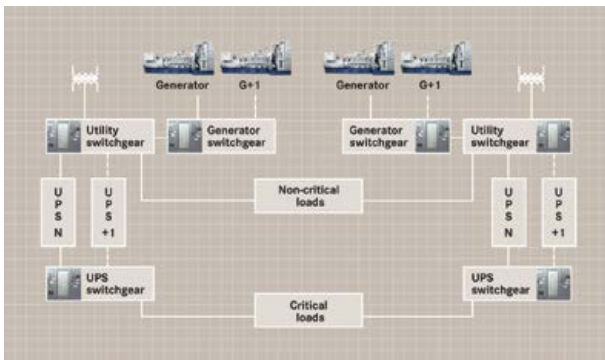 Generator
G+1
Generator
G+1
Utility
switchgear
Generator
switchgear
Generator
switchgear
Utility
switchgear
Non-critical
loads
U
P
S
N
U
P
S
+1
U
P
S
N
U
P
S
+1
UPS
switchgear
UPS
switchgear
Critical
loads